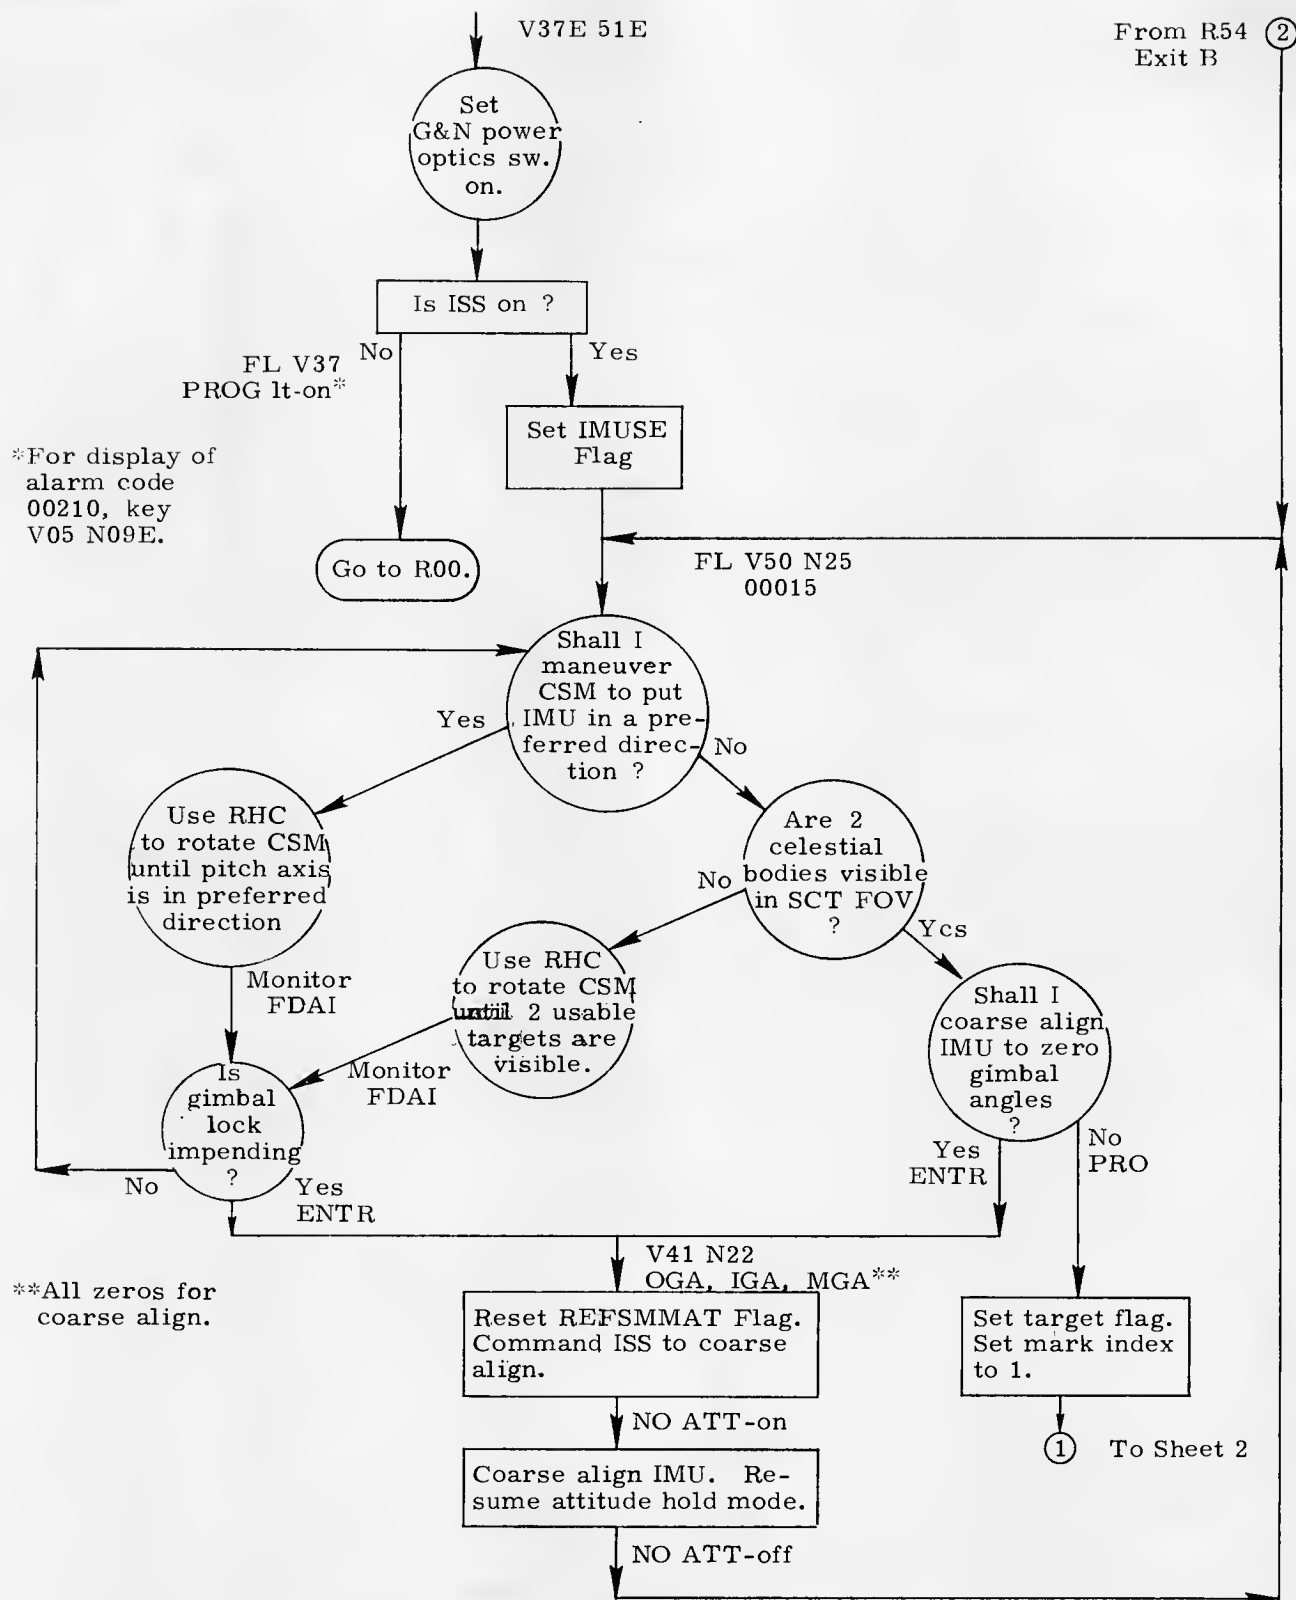 V37E 51E
From R54 2
Exit B
Set
G&N power
optics sw.
on.
Is ISS on ?
No
Yes
FL V37
PROG lt-on*
Set IMUSE
Flag
*For display of
alarm code
00210, key
V05 N09E.
Go to R00.
FL V50 N25
00015
Shall I
maneuver
CSM to put
IMU in a pre-
ferred direc-
tion ?
Yes
No
Use RHC
to rotate CSM
until pitch axis
is in preferred
direction
Are 2
celestial
bodies visible
in SCT FOV
?
No
Yes
Monitor
FDAI
Use RHC
to rotate CSM
until 2 usable
targets are
visible.
Shall I
coarse align
IMU to zero
gimbal
angles
?
Monitor
FDAI
Is
gimbal
lock
impending
?
No
Yes
ENTR
Yes
ENTR
No
PRO
V41 N22
OGA, IGA, MGA**
**All zeros for
coarse align.
Reset REFSMMAT Flag.
Command ISS to coarse
align.
Set target flag.
Set mark index
to 1.
NO ATT-on
1 To Sheet 2
Coarse align IMU. Re-
sume attitude hold mode.
NO ATT-off